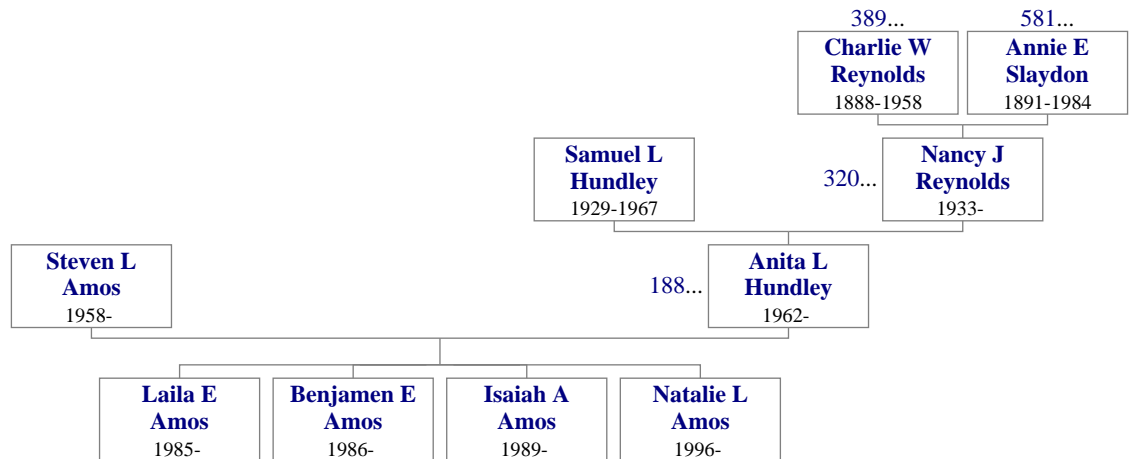 389...
581...
Charlie W
Reynolds
1888-1958
Annie E
Slaydon
1891-1984
Samuel L
Hundley
1929-1967
320...
Nancy J
Reynolds
1933-
Steven L
Amos
1958-
188...
Anita L
Hundley
1962-
Laila E
Amos
1985-
Benjamen E
Amos
1986-
Isaiah A
Amos
1989-
Natalie L
Amos
1996-